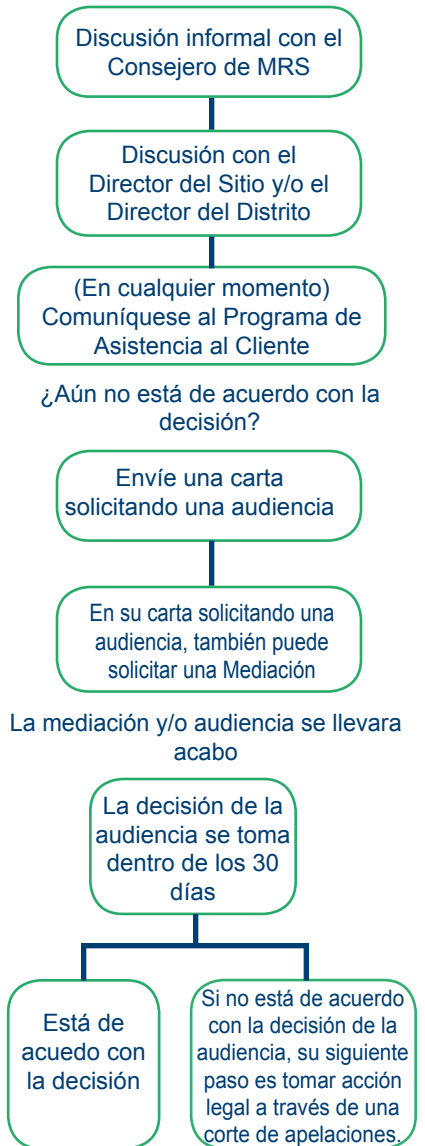 Discusión informal con el
Consejero de MRS
Discusión con el
Director del Sitio y/o el
Director del Distrito
(En cualquier momento)
Comuníquese al Programa de
Asistencia al Cliente
¿Aún no está de acuerdo con la
decisión?
Envíe una carta
solicitando una audiencia
En su carta solicitando una
audiencia, también puede
solicitar una Mediación
La mediación y/o audiencia se llevara
acabo
La decisión de la
audiencia se toma
dentro de los 30
días
Está de
acuedo con
la decisión
Si no está de acuerdo
con la decisión de la
audiencia, su siguiente
paso es tomar acción
legal a través de una
corte de apelaciones.